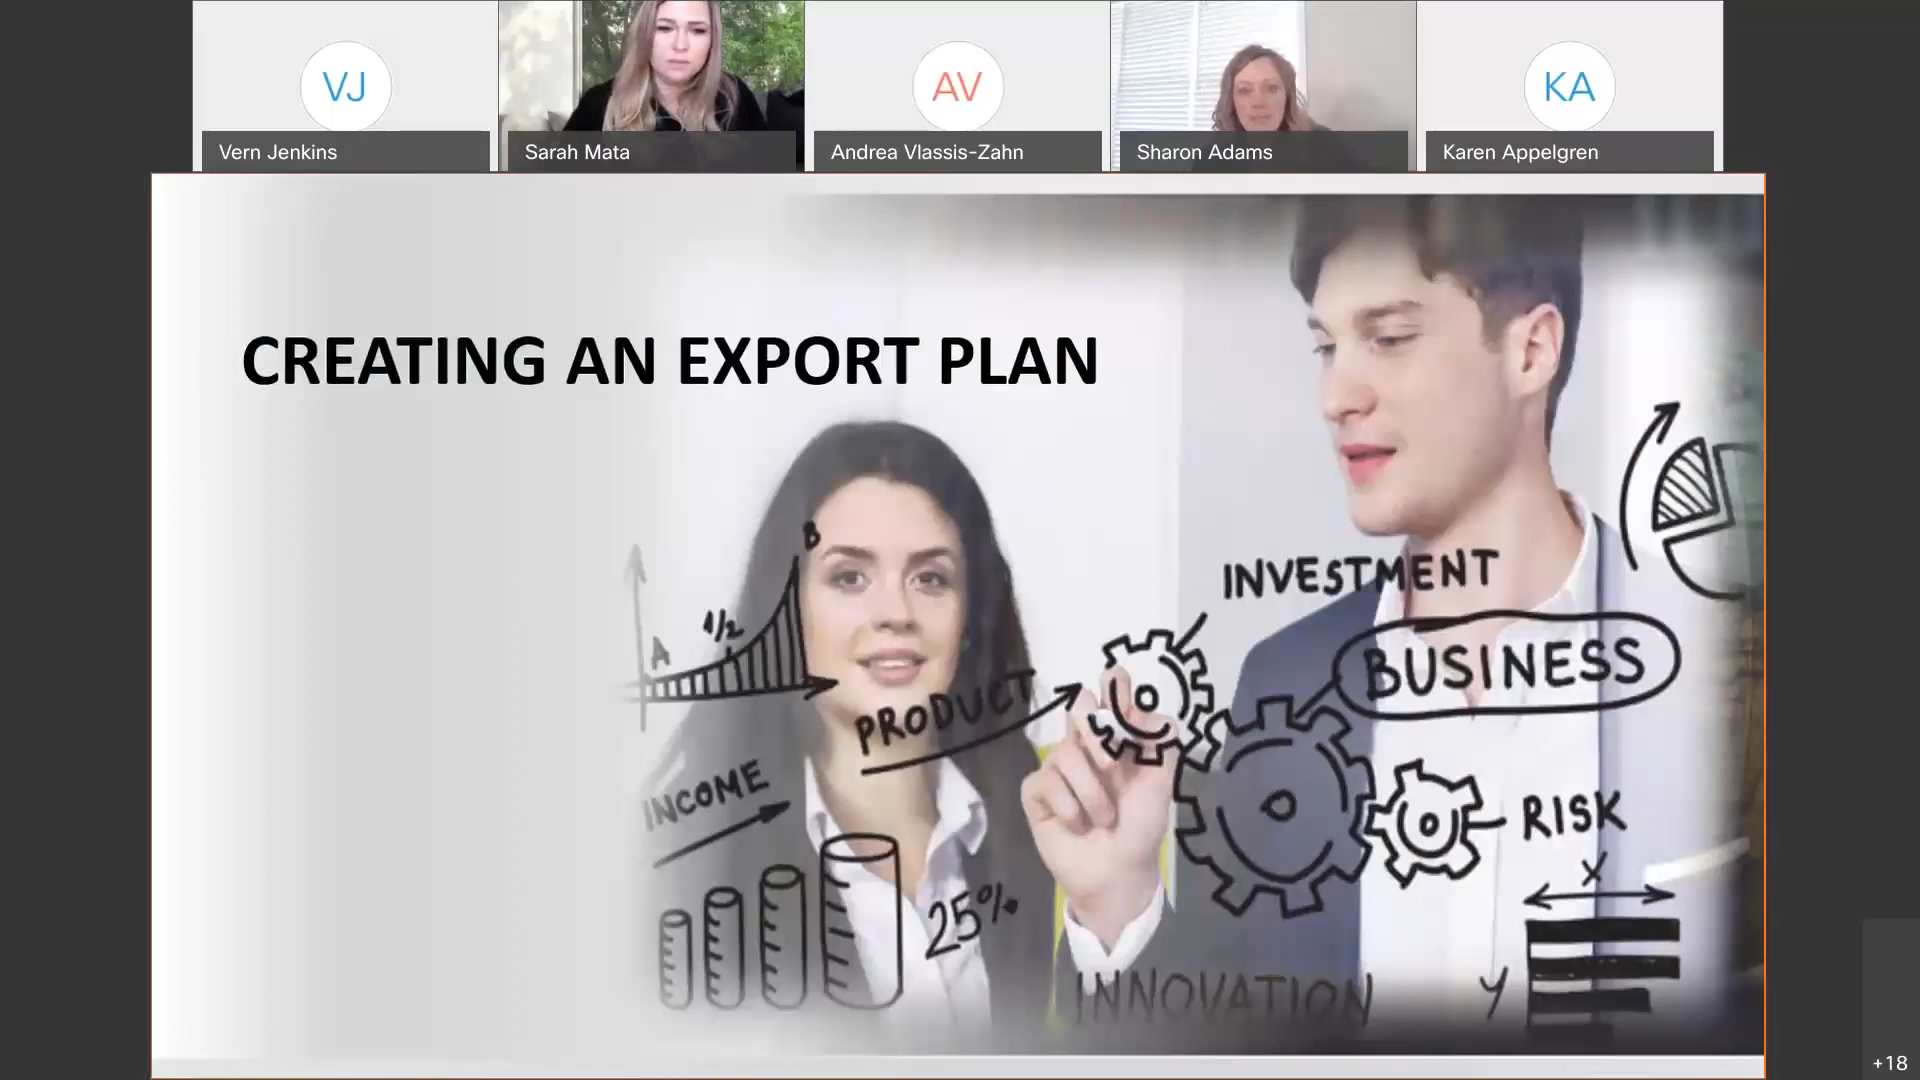 VJ
AV
KA
Vern Jenkins
Sarah Mata
Andrea Vlassis-Zahn
Sharon Adams
Karen Appelgren
CREATING AN EXPORT PLAN
B
INVESTMENT
1/2
A
BUSINESS
PRODUCT
INCOME
RISK
X
25%
INNOVATION
Y
+18